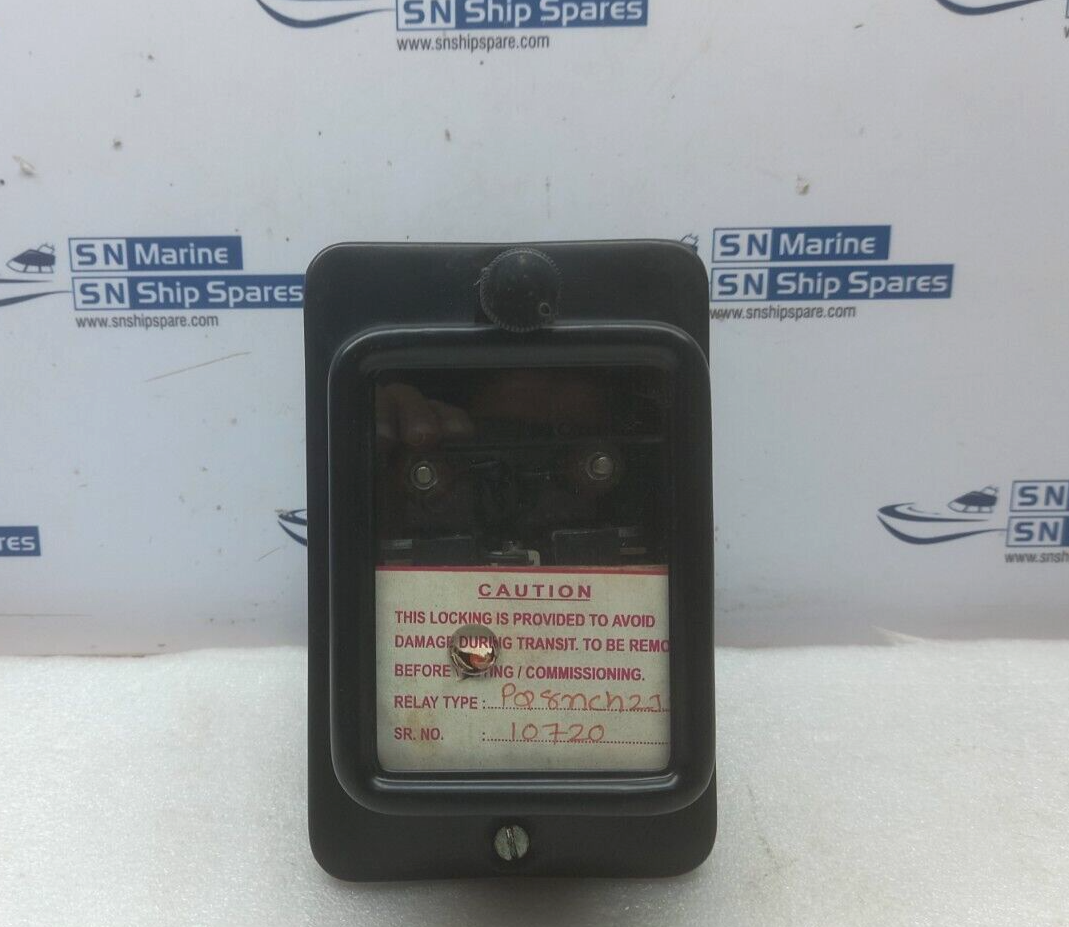 SN Ship Spares
www.snshipspare.com
SN Marine
SN Ship Spares
www.snshipspare.com
SN Marine
SN Ship Spares
www.snshipspare.com
SN
SN
www.snsh
CAUTION
THIS LOCKING IS PROVIDED TO AVOID
DAMAGE DURING TRANSIT. TO BE REMO
BEFORE / COMMISSIONING.
RELAY TYPE :
SR. NO. : 10720